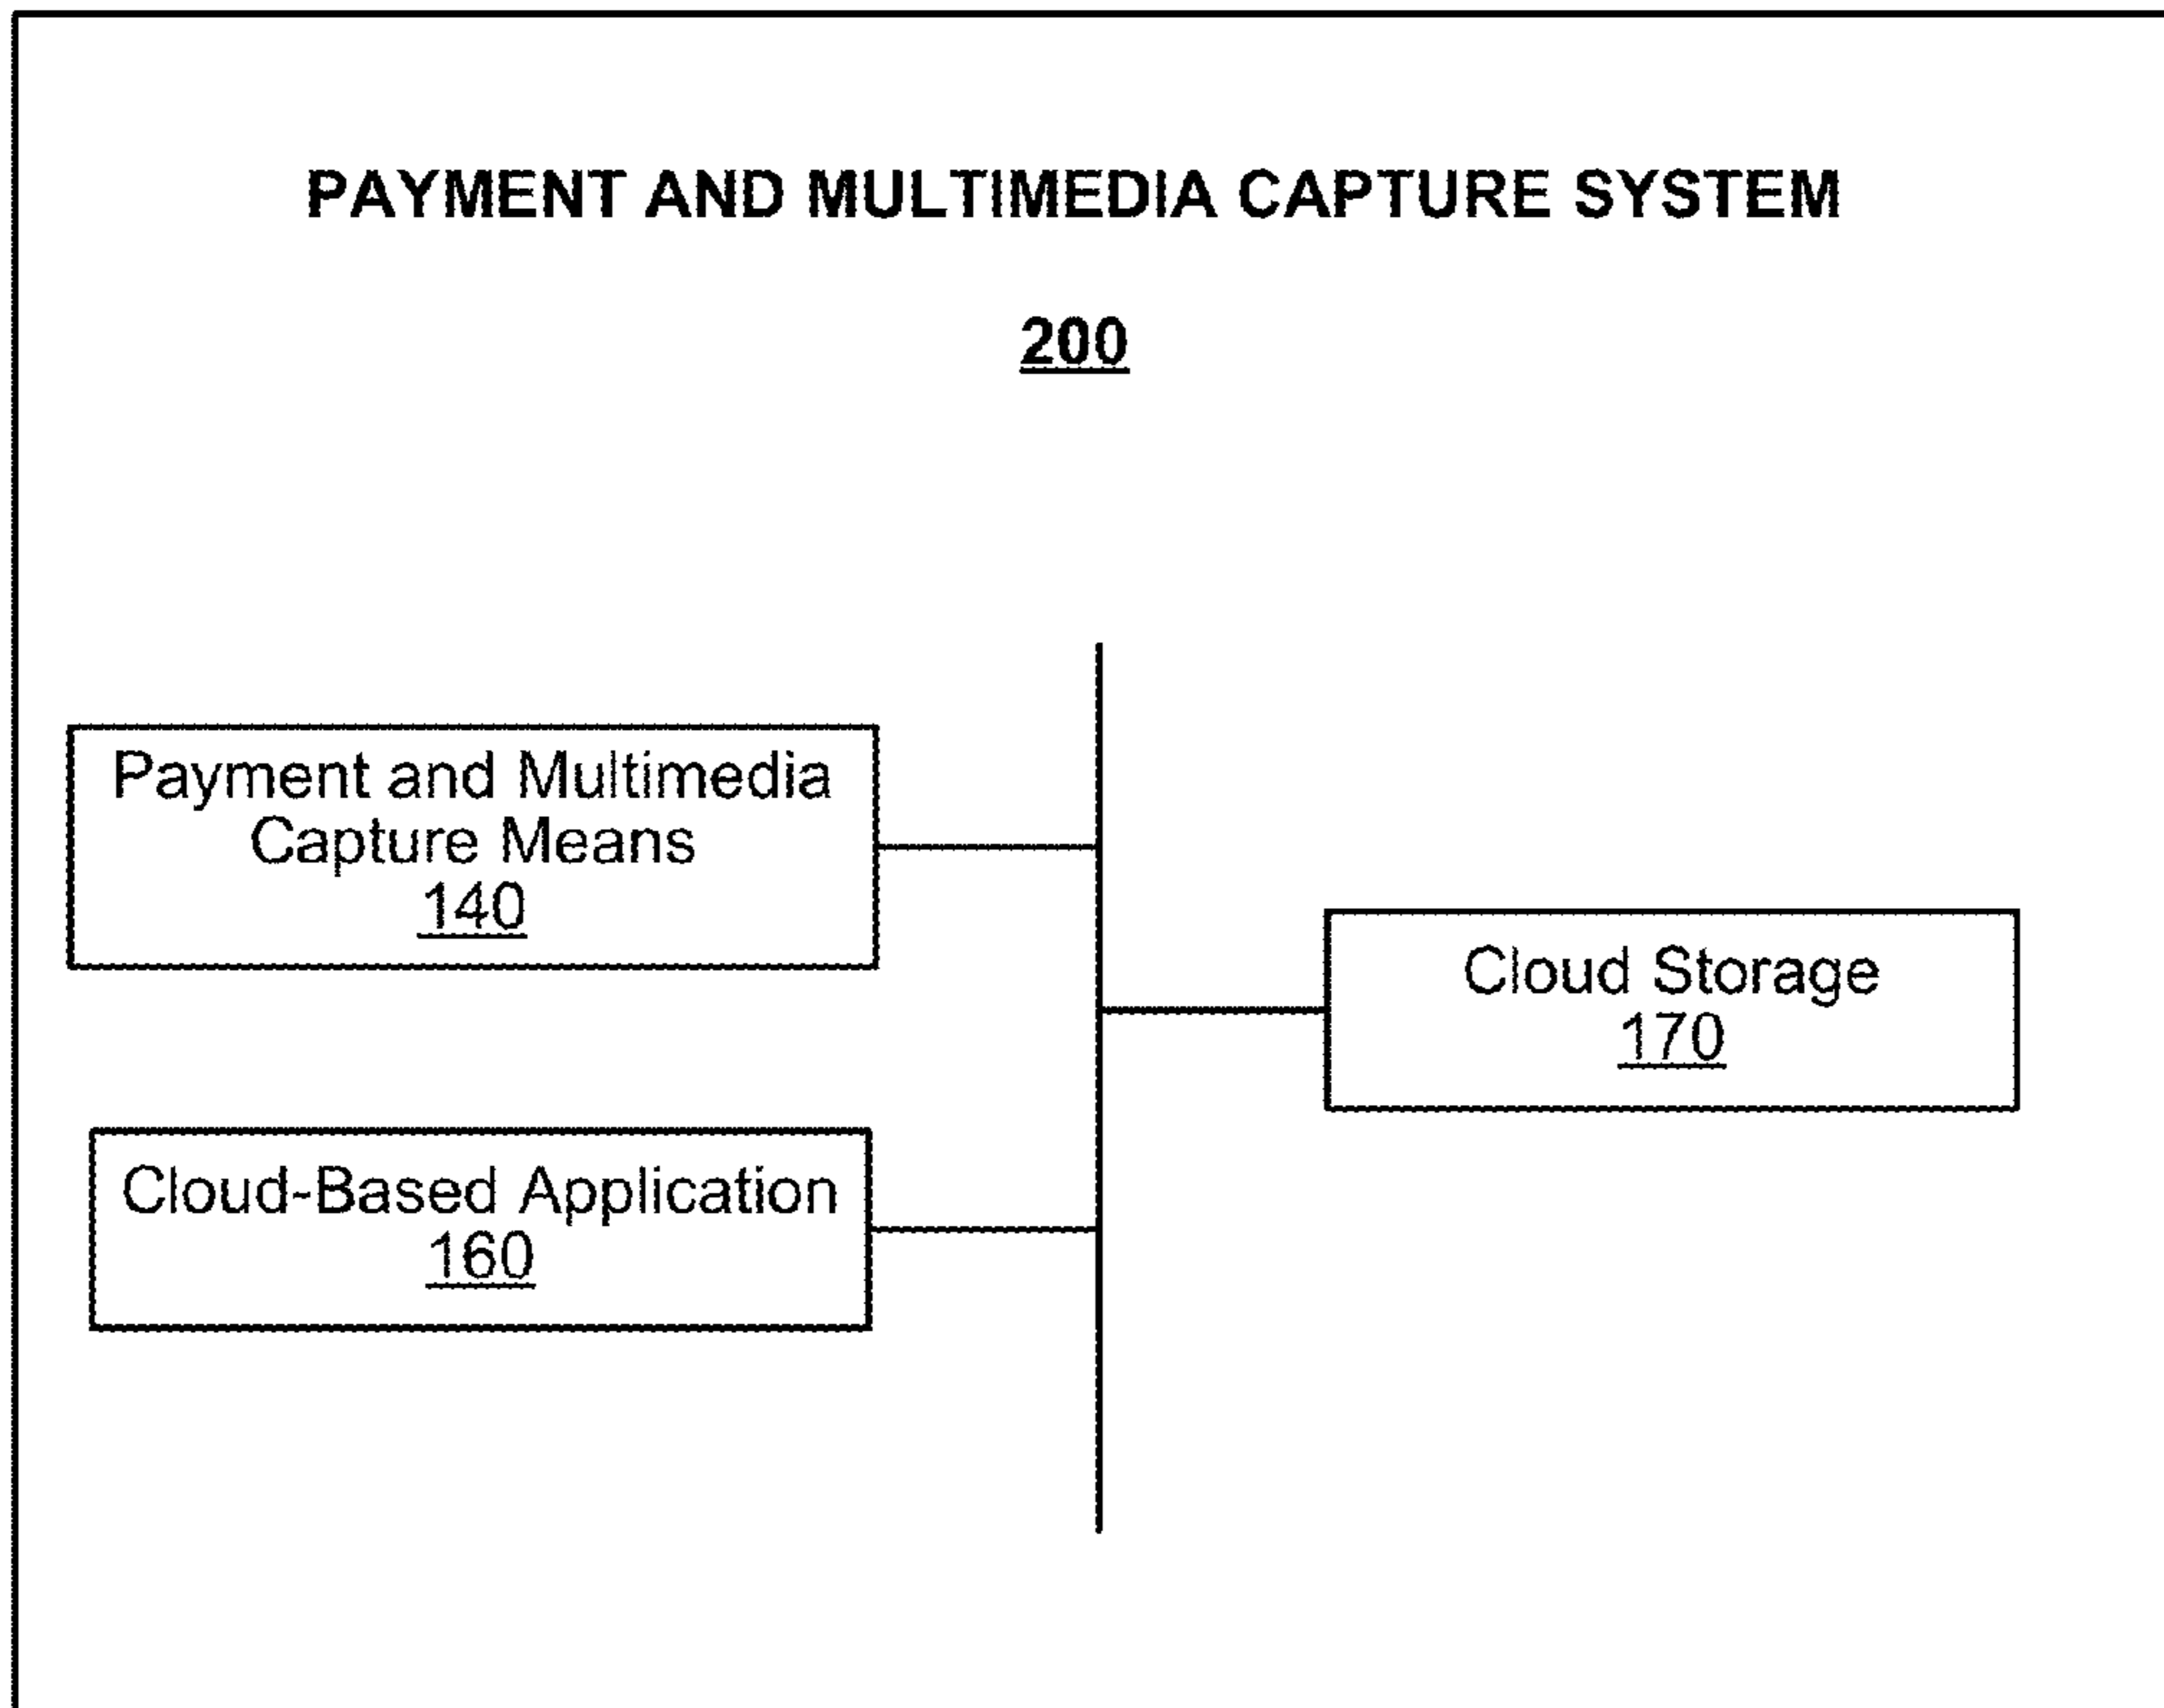 PAYMENT AND MULTIMEDIA CAPTURE SYSTEM
200
Payment and Multimedia
Capture Means
140
Cloud Storage
170
Cloud-Based Application
160